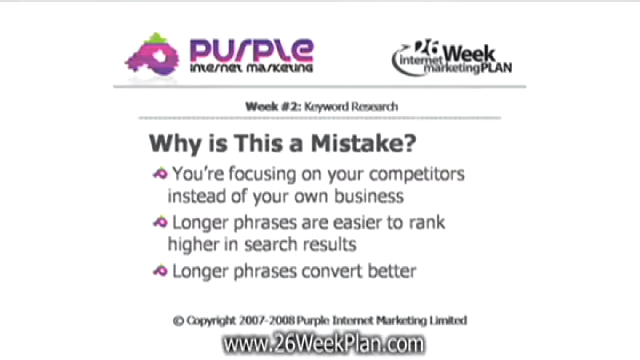 PURPLE
internet marketing
26 Week
internet
marketingPLAN
Week #2: Keyword Research
Why is This a Mistake?
You're focusing on your competitors
instead of your own business
Longer phrases are easier to rank
higher in search results
Longer phrases convert better
© Copyright 2007-2008 Purple Internet Marketing Limited
www.26WeekPlan.com